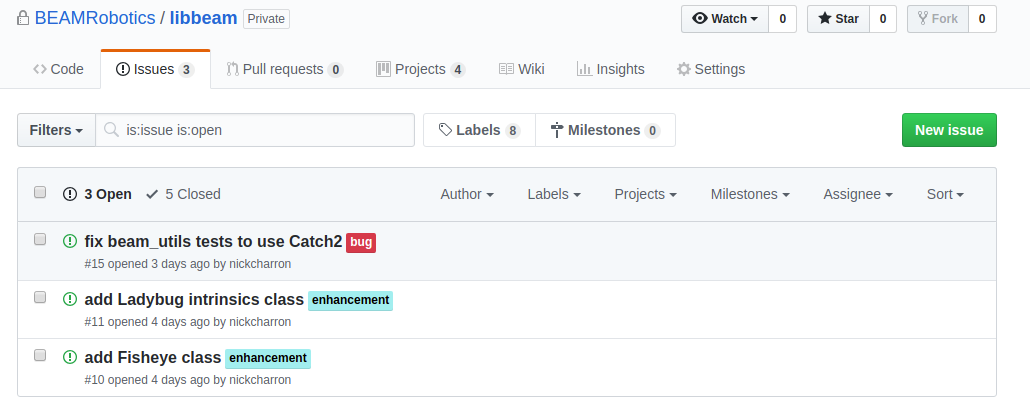 BEAMRobotics / libbeam Private Watch 0 Star 0 Fork 0
Code Issues 3 Pull requests 0 Projects 4 Wiki Insights Settings
Filters is:issue is:open Labels 8 Milestones 0 New issue
3 Open 5 Closed Author Labels Projects Milestones Assignee Sort
fix beam_utils tests to use Catch2 bug
#15 opened 3 days ago by nickcharron
add Ladybug intrinsics class enhancement
#11 opened 4 days ago by nickcharron
add Fisheye class enhancement
#10 opened 4 days ago by nickcharron